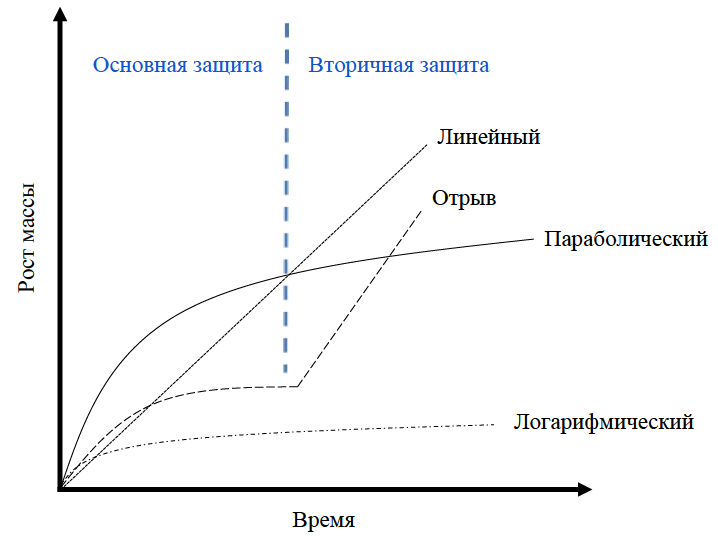 Основная защита
Вторичная защита
Линейный
Отрыв
Параболический
Логарифмический
Рост массы
Время